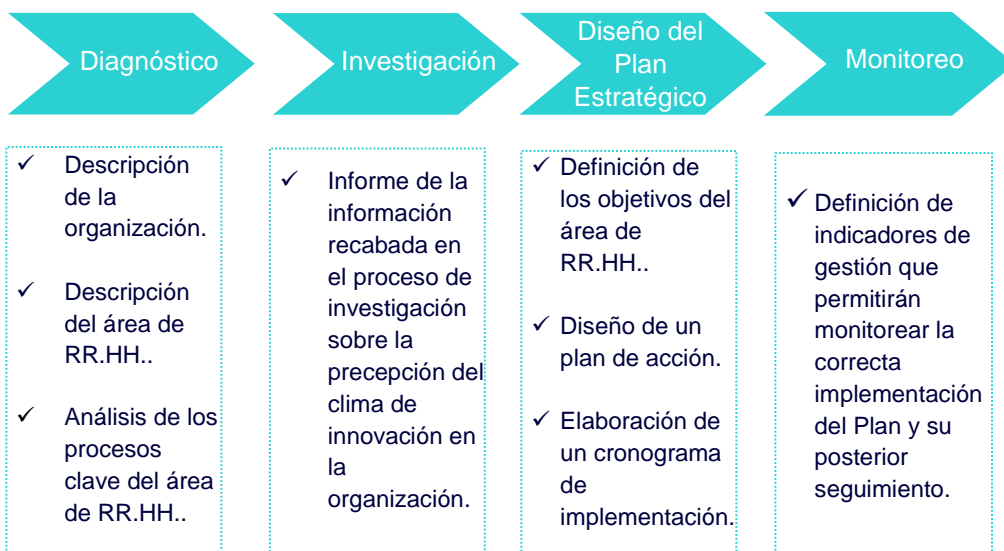 Diagnóstico
Investigación
Diseño del
Plan
Estratégico
Monitoreo
✓ Descripción
de la
organización.
✓ Descripción
del área de
RR.HH..
✓ Análisis de los
procesos
clave del área
de RR.HH..
✓ Informe de la
información
recabada en
el proceso de
investigación
sobre la
precepción del
clima de
innovación en
la
organización.
✓ Definición de
los objetivos del
área de
RR.HH..
✓ Diseño de un
plan de acción.
✓ Elaboración de
un cronograma
de
implementación.
✓ Definición de
indicadores de
gestión que
permitirán
monitorear la
correcta
implementación
del Plan y su
posterior
seguimiento.